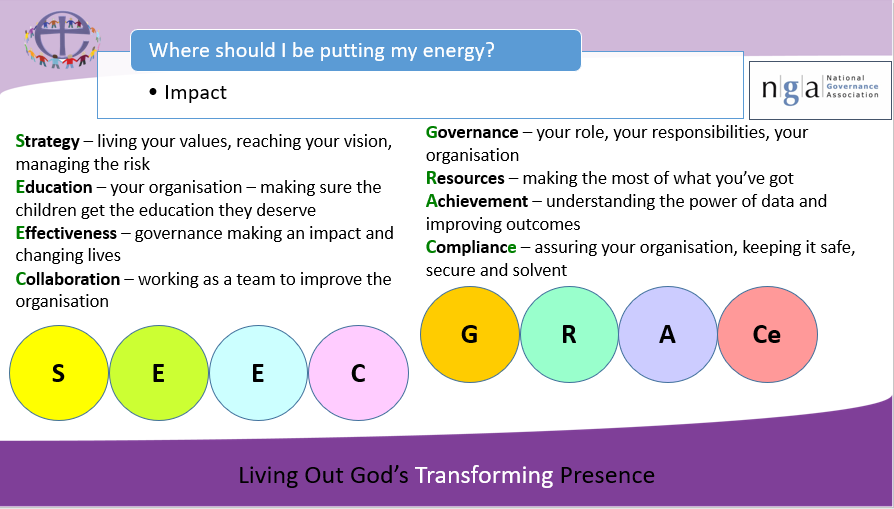 Where should I be putting my energy?
• Impact
n|g|a
National
Governance
Association
Strategy – living your values, reaching your vision,
managing the risk
Education – your organisation – making sure the
children get the education they deserve
Effectiveness – governance making an impact and
changing lives
Collaboration – working as a team to improve the
organisation
Governance – your role, your responsibilities, your
organisation
Resources – making the most of what you’ve got
Achievement – understanding the power of data and
improving outcomes
Compliance – assuring your organisation, keeping it safe,
secure and solvent
S E E C
G R A Ce
Living Out God’s Transforming Presence